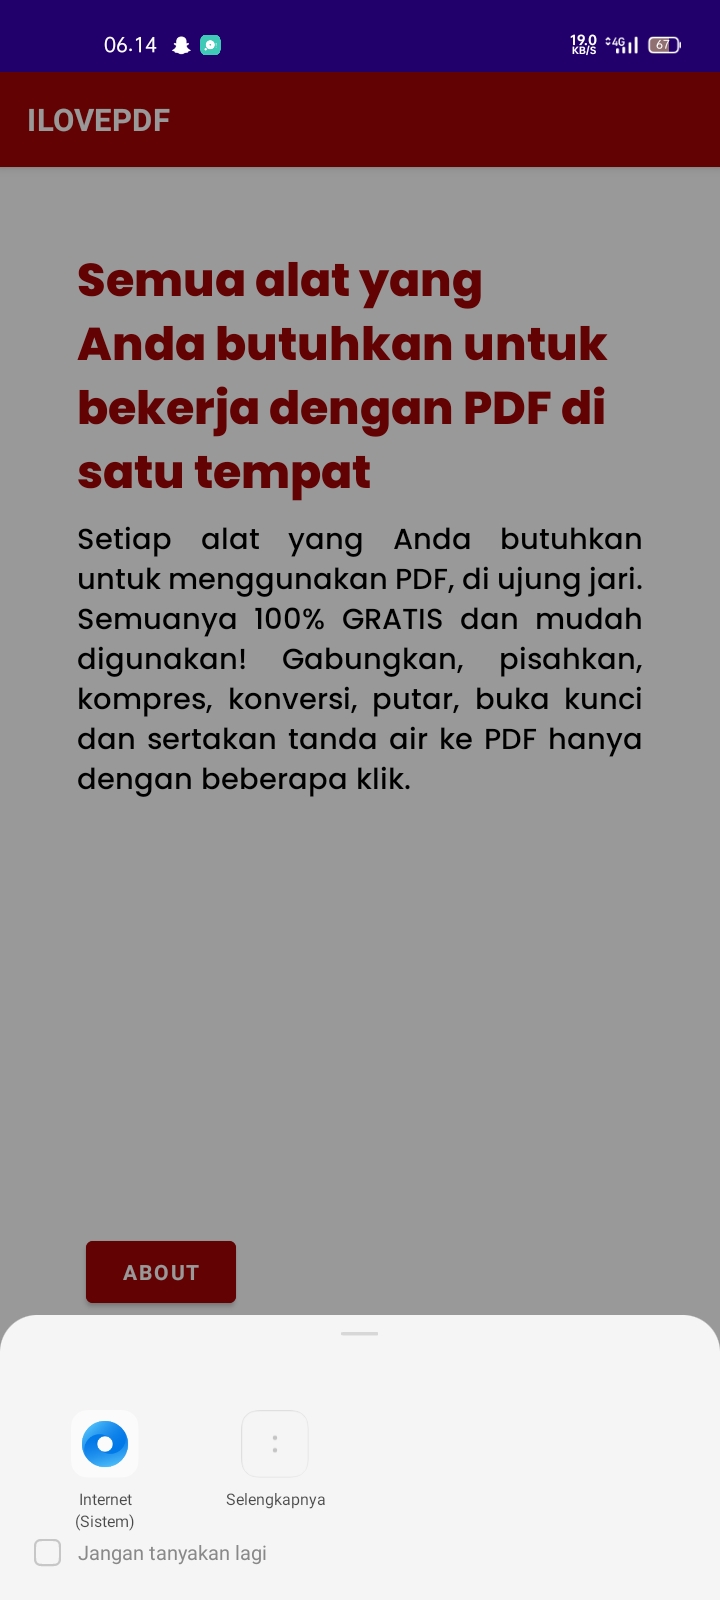 06.14
19.0
KB/S
4G
67
ILOVEPDF
Semua alat yang
Anda butuhkan untuk
bekerja dengan PDF di
satu tempat
Setiap alat yang Anda butuhkan
untuk menggunakan PDF, di ujung jari.
Semuanya 100% GRATIS dan mudah
digunakan! Gabungkan, pisahkan,
kompres, konversi, putar, buka kunci
dan sertakan tanda air ke PDF hanya
dengan beberapa klik.
ABOUT
Internet
(Sistem)
Selengkapnya
Jangan tanyakan lagi